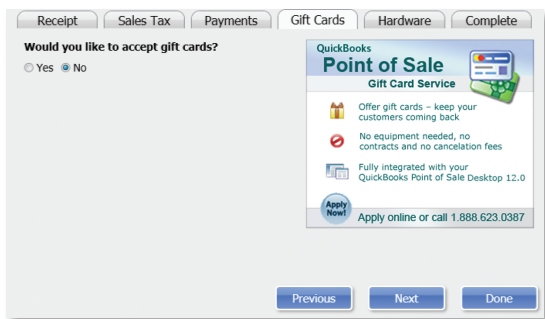 Receipt Sales Tax Payments Gift Cards Hardware Complete
Would you like to accept gift cards?
Yes No
QuickBooks
Point of Sale
Gift Card Service
Offer gift cards – keep your
customers coming back
No equipment needed, no
contracts and no cancelation fees
Fully integrated with your
QuickBooks Point of Sale Desktop 12.0
Apply
Now!
Apply online or call 1.888.623.0387
Previous Next Done